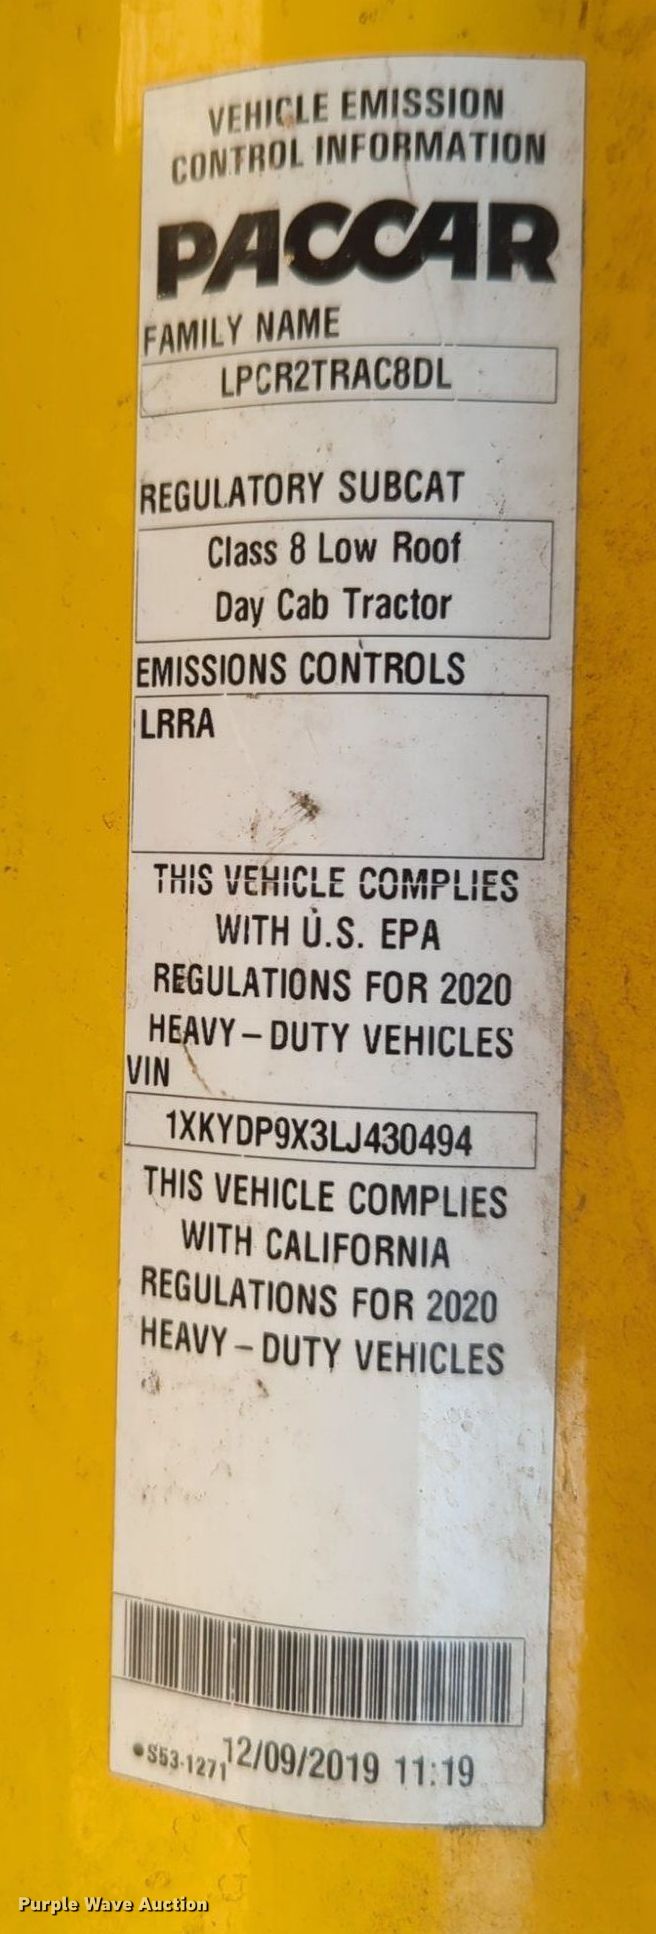 VEHICLE EMISSION
CONTROL INFORMATION
PACCAR
FAMILY NAME
LPCR2TRAC8DL
REGULATORY SUBCAT
Class 8 Low Roof
Day Cab Tractor
EMISSIONS CONTROLS
LRRA
THIS VEHICLE COMPLIES
WITH U.S. EPA
REGULATIONS FOR 2020
HEAVY-DUTY VEHICLES
VIN
1XKYDP9X3LJ430494
THIS VEHICLE COMPLIES
WITH CALIFORNIA
REGULATIONS FOR 2020
HEAVY-DUTY VEHICLES
•S53-1271 12/09/2019 11:19
Purple Wave Auction